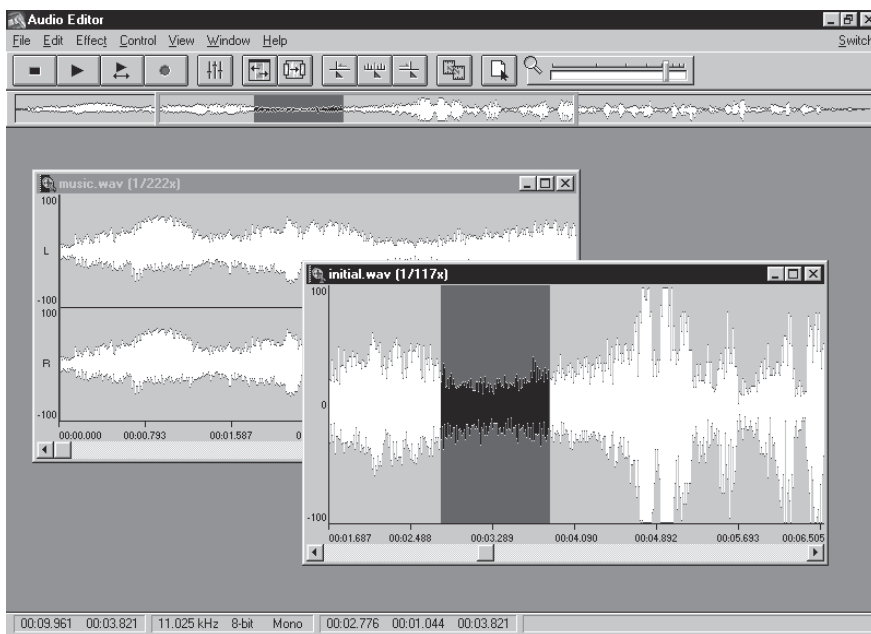 Audio Editor
File Edit Effect Control View Window Help Switch
music.wav (1/222x)
100
L
-100
100
R
-100
00:00.000 00:00.793 00:01.587 0
initial.wav (1/117x)
100
0
-100
00:01.687 00:02.488 00:03.289 00:04.090 00:04.892 00:05.693 00:06.505
00:09.961 00:03.821 11.025 kHz 8-bit Mono 00:02.776 00:01.044 00:03.821